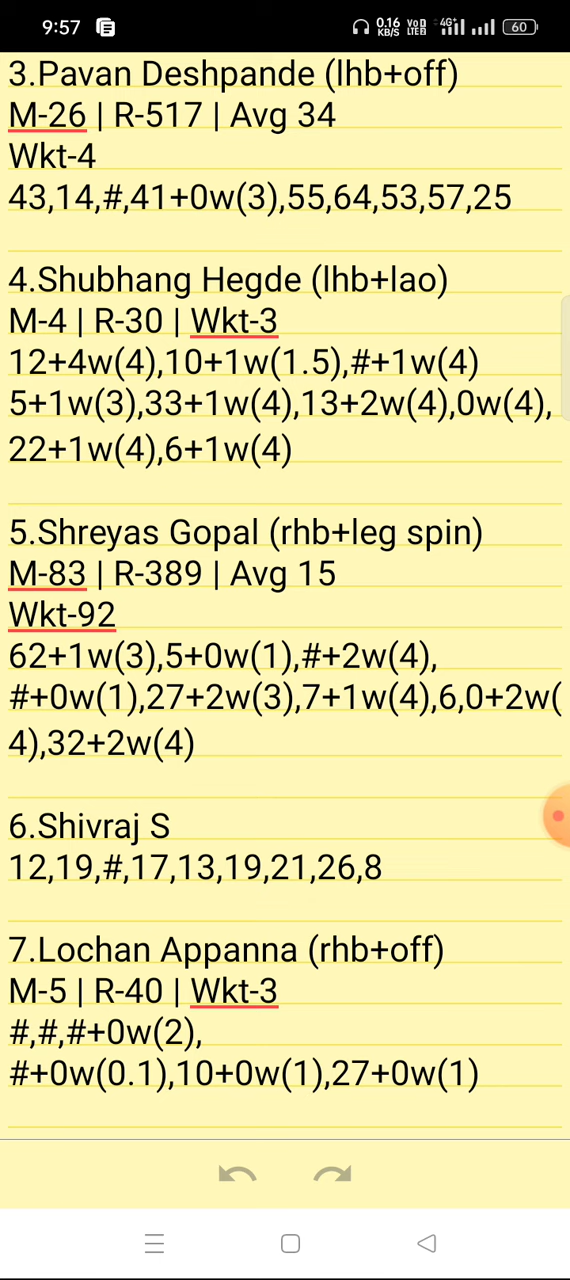 9:57 0.16 KB/S VoD LTE2 4G+ 60
3.Pavan Deshpande (lhb+off)
M-26 | R-517 | Avg 34
Wkt-4
43,14,#,41+0w(3),55,64,53,57,25
4.Shubhang Hegde (lhb+lao)
M-4 | R-30 | Wkt-3
12+4w(4),10+1w(1.5),#+1w(4)
5+1w(3),33+1w(4),13+2w(4),0w(4),
22+1w(4),6+1w(4)
5.Shreyas Gopal (rhb+leg spin)
M-83 | R-389 | Avg 15
Wkt-92
62+1w(3),5+0w(1),#+2w(4),
#+0w(1),27+2w(3),7+1w(4),6,0+2w(
4),32+2w(4)
6.Shivraj S
12,19,#,17,13,19,21,26,8
7.Lochan Appanna (rhb+off)
M-5 | R-40 | Wkt-3
#,#,#+0w(2),
#+0w(0.1),10+0w(1),27+0w(1)